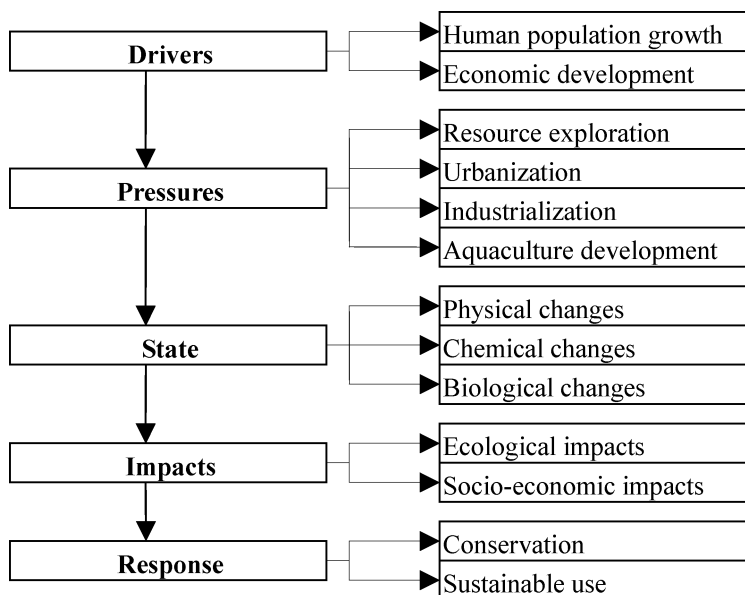 Drivers
Human population growth
Economic development
Pressures
Resource exploration
Urbanization
Industrialization
Aquaculture development
State
Physical changes
Chemical changes
Biological changes
Impacts
Ecological impacts
Socio-economic impacts
Response
Conservation
Sustainable use